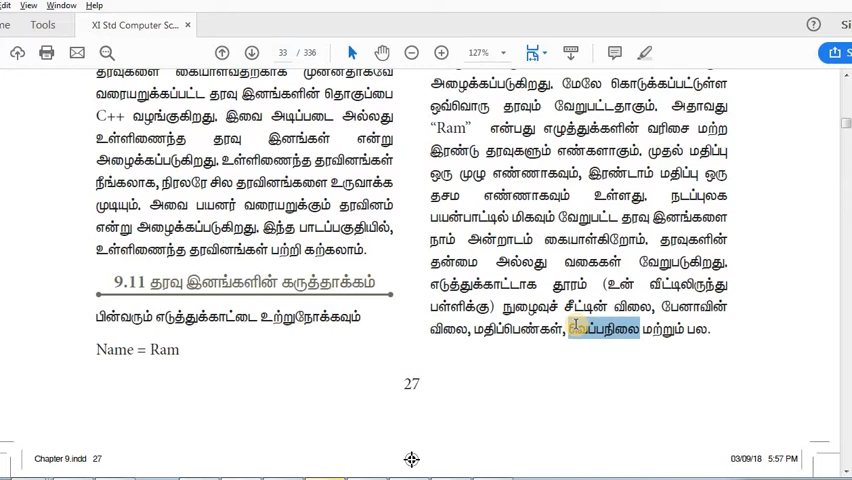 dit View Window Help
me Tools XI Std Computer Sc... ×
33 / 336 127%
தரவுகளை கையாள்வதற்காக முன்னதாகவே
வரையறுக்கப்பட்ட தரவு இனங்களின் தொகுப்பை
C++ வழங்குகிறது. இவை அடிப்படை அல்லது
உள்ளிணைந்த தரவு இனங்கள் என்று
அழைக்கப்படுகிறது. உள்ளிணைந்த தரவினங்கள்
நீங்கலாக, நிரலரே சில தரவினங்களை உருவாக்க
முடியும். அவை பயனர் வரையறுக்கும் தரவினம்
என்று அழைக்கப்படுகிறது. இந்த பாடப்பகுதியில்,
உள்ளிணைந்த தரவினங்கள் பற்றி கற்கலாம்.
9.11 தரவு இனங்களின் கருத்தாக்கம்
பின்வரும் எடுத்துக்காட்டை உற்றுநோக்கவும்
Name = Ram
அழைக்கப்படுகிறது. மேலே கொடுக்கப்பட்டுள்ள
ஒவ்வொரு தரவும் வேறுபட்டதாகும். அதாவது
“Ram” என்பது எழுத்துக்களின் வரிசை மற்ற
இரண்டு தரவுகளும் எண்களாகும். முதல் மதிப்பு
ஒரு முழு எண்ணாகவும், இரண்டாம் மதிப்பு ஒரு
தசம எண்ணாகவும் உள்ளது. நடப்புலக
பயன்பாட்டில் மிகவும் வேறுபட்ட தரவு இனங்களை
நாம் அன்றாடம் கையாள்கிறோம். தரவுகளின்
தன்மை அல்லது வகைகள் வேறுபடுகிறது.
எடுத்துக்காட்டாக தூரம் (உன் வீட்டிலிருந்து
பள்ளிக்கு) நுழைவுச் சீட்டின் விலை, பேனாவின்
விலை, மதிப்பெண்கள், வெப்பநிலை மற்றும் பல.
27
Chapter 9.indd 27 03/09/18 5:57 PM